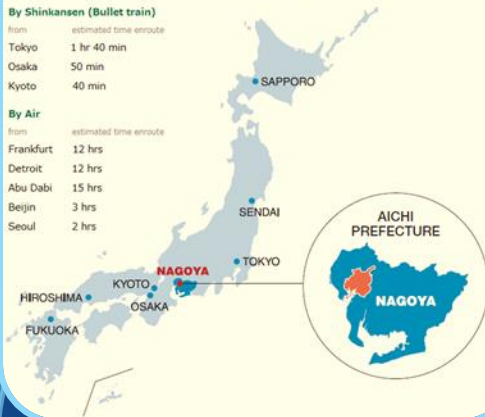 By Shinkansen (Bullet train)
from estimated time enroute
Tokyo 1 hr 40 min
Osaka 50 min
Kyoto 40 min
By Air
from estimated time enroute
Frankfurt 12 hrs
Detroit 12 hrs
Abu Dabi 15 hrs
Beijin 3 hrs
Seoul 2 hrs
SAPPORO
SENDAI
TOKYO
NAGOYA
KYOTO
OSAKA
HIROSHIMA
FUKUOKA
AICHI
PREFECTURE
NAGOYA